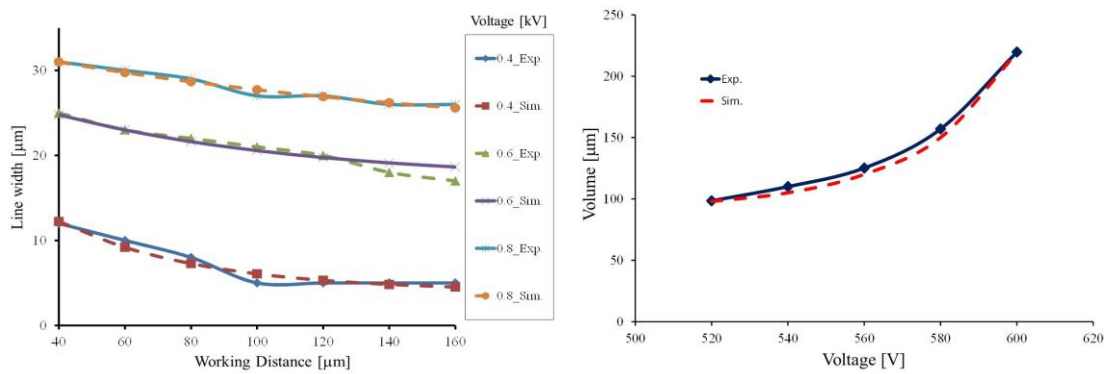 Voltage [kV]
30
20
10
0
Line width [μm]
40 60 80 100 120 140 160
Working Distance [μm]
0.4_Exp.
0.4_Sim.
0.6_Exp.
0.6_Sim.
0.8_Exp.
0.8_Sim.
250
200
150
100
50
0
Volume [μm]
Exp.
Sim.
500 520 540 560 580 600 620
Voltage [V]